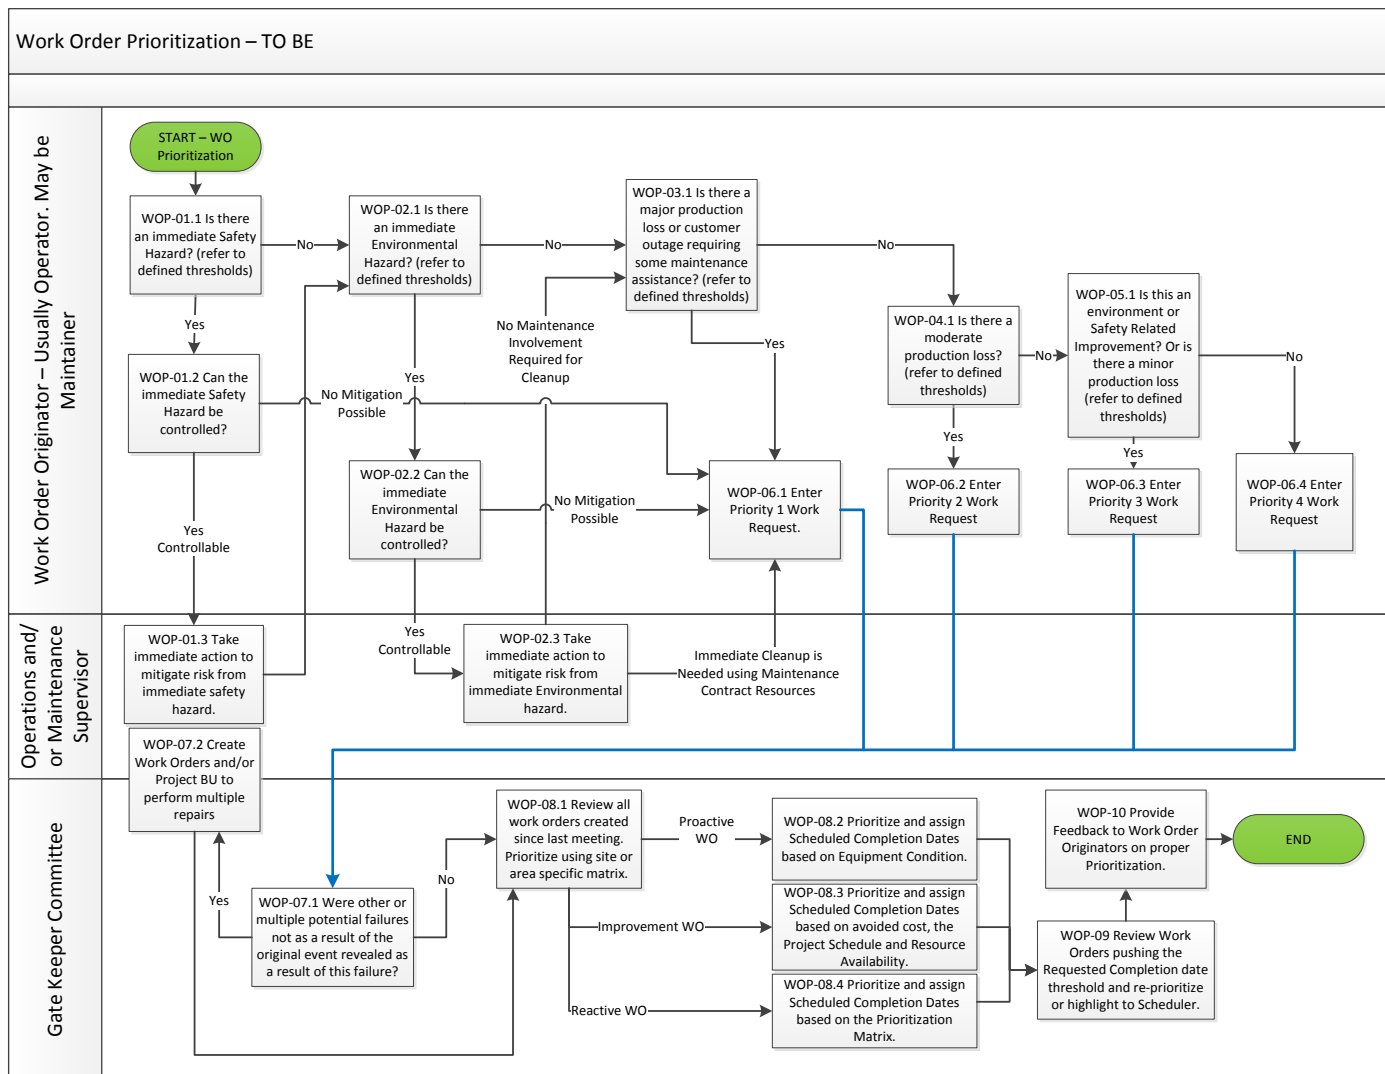 Work Order Prioritization – TO BE
Work Order Originator – Usually Operator. May be
Maintainer
START – WO
Prioritization
WOP-01.1 Is there
an immediate Safety
Hazard? (refer to
defined thresholds)
No
WOP-02.1 Is there
an immediate
Environmental
Hazard? (refer to
defined thresholds)
No
WOP-03.1 Is there a
major production
loss or customer
outage requiring
some maintenance
assistance? (refer to
defined thresholds)
No
WOP-04.1 Is there a
moderate
production loss?
(refer to defined
thresholds)
No
WOP-05.1 Is this an
environment or
Safety Related
Improvement? Or is
there a minor
production loss
(refer to defined
thresholds)
No
Yes
WOP-01.2 Can the
immediate Safety
Hazard be
controlled?
No Mitigation
Possible
Yes
No Maintenance
Involvement
Required for
Cleanup
Yes
Yes
Yes
WOP-02.2 Can the
immediate
Environmental
Hazard be
controlled?
No Mitigation
Possible
WOP-06.1 Enter
Priority 1 Work
Request.
WOP-06.2 Enter
Priority 2 Work
Request
WOP-06.3 Enter
Priority 3 Work
Request
WOP-06.4 Enter
Priority 4 Work
Request
Yes
Controllable
Operations and/
or Maintenance
Supervisor
WOP-01.3 Take
immediate action to
mitigate risk from
immediate safety
hazard.
Yes
Controllable
WOP-02.3 Take
immediate action to
mitigate risk from
immediate Environmental
hazard.
Immediate Cleanup is
Needed using Maintenance
Contract Resources
WOP-07.2 Create
Work Orders and/or
Project BU to
perform multiple
repairs
Gate Keeper Committee
Yes
WOP-07.1 Were other or
multiple potential failures
not as a result of the
original event revealed as
a result of this failure?
No
WOP-08.1 Review all
work orders created
since last meeting.
Prioritize using site or
area specific matrix.
Proactive
WO
WOP-08.2 Prioritize and assign
Scheduled Completion Dates
based on Equipment Condition.
Improvement WO
WOP-08.3 Prioritize and assign
Scheduled Completion Dates
based on avoided cost, the
Project Schedule and Resource
Availability.
Reactive WO
WOP-08.4 Prioritize and assign
Scheduled Completion Dates
based on the Prioritization
Matrix.
WOP-09 Review Work
Orders pushing the
Requested Completion date
threshold and re-prioritize
or highlight to Scheduler.
WOP-10 Provide
Feedback to Work Order
Originators on proper
Prioritization.
END